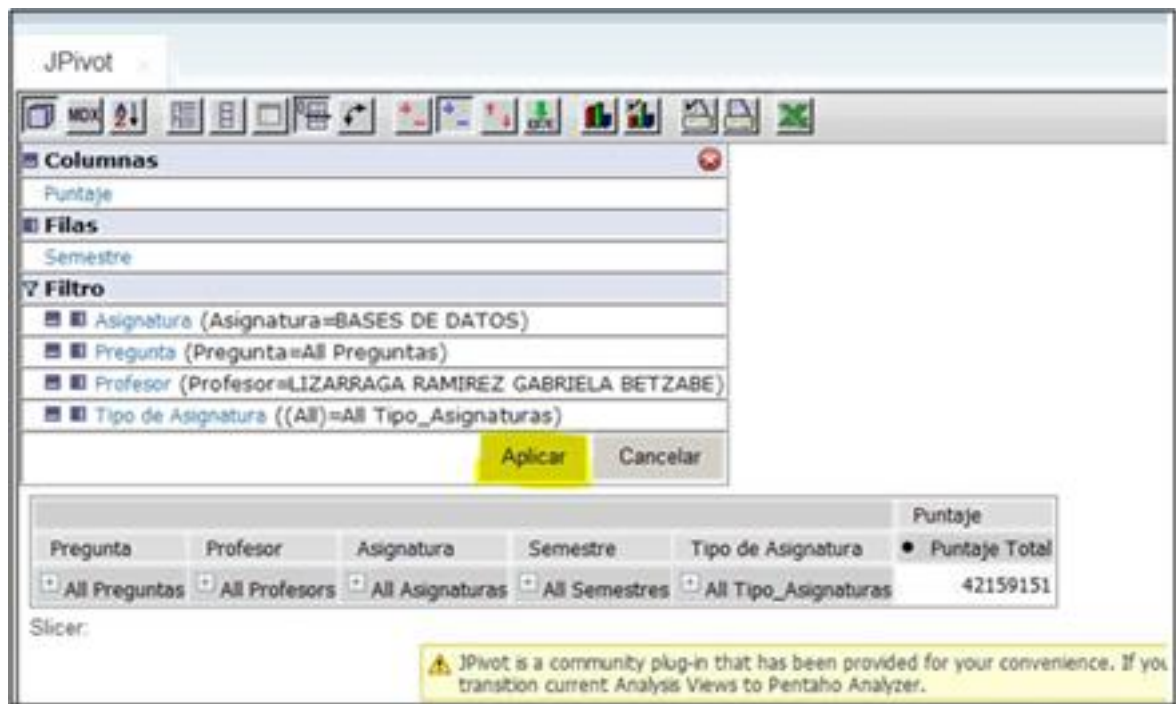 JPivot
MDX
Columnas
Puntaje
Filas
Semestre
Filtro
Asignatura (Asignatura=BASES DE DATOS)
Pregunta (Pregunta=All Preguntas)
Profesor (Profesor=LIZARRAGA RAMIREZ GABRIELA BETZABE)
Tipo de Asignatura ((All)=All Tipo_Asignaturas)
Aplicar Cancelar
Puntaje
Pregunta Profesor Asignatura Semestre Tipo de Asignatura Puntaje Total
All Preguntas All Profesors All Asignaturas All Semestres All Tipo_Asignaturas 42159151
Slicer:
JPivot is a community plug-in that has been provided for your convenience. If you
transition current Analysis Views to Pentaho Analyzer.